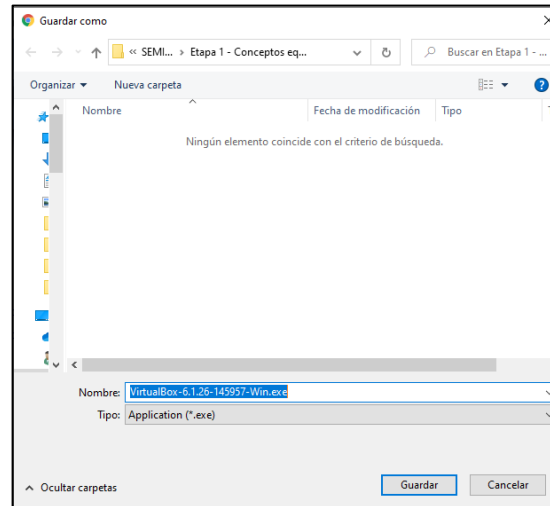 Guardar como
« SEMI... > Etapa 1 - Conceptos eq...
Buscar en Etapa 1 - ...
Organizar
Nueva carpeta
Nombre Fecha de modificación Tipo
Ningún elemento coincide con el criterio de búsqueda.
Nombre: VirtualBox-6.1.26-145957-Win.exe
Tipo: Application (*.exe)
Ocultar carpetas
Guardar
Cancelar